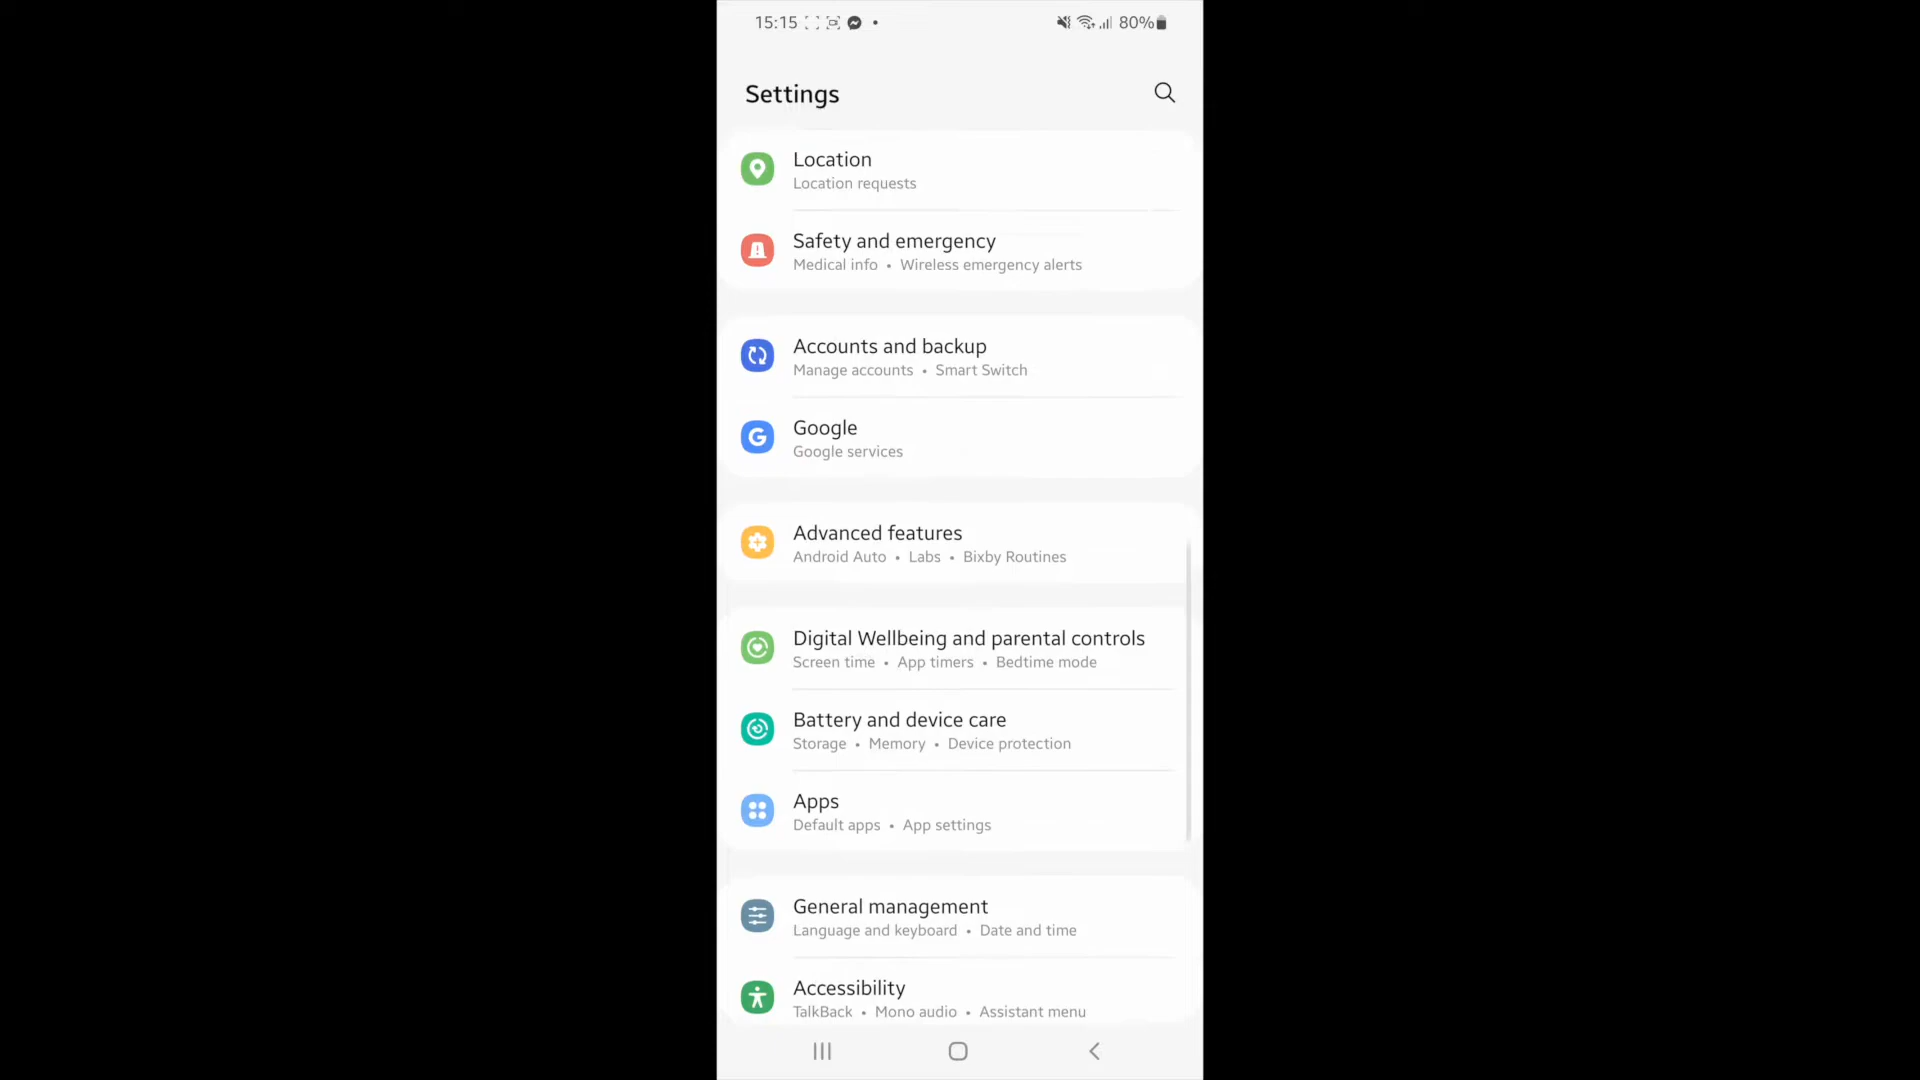 15:15 80%
Settings
Location
Location requests
Safety and emergency
Medical info • Wireless emergency alerts
Accounts and backup
Manage accounts • Smart Switch
Google
Google services
Advanced features
Android Auto • Labs • Bixby Routines
Digital Wellbeing and parental controls
Screen time • App timers • Bedtime mode
Battery and device care
Storage • Memory • Device protection
Apps
Default apps • App settings
General management
Language and keyboard • Date and time
Accessibility
TalkBack • Mono audio • Assistant menu